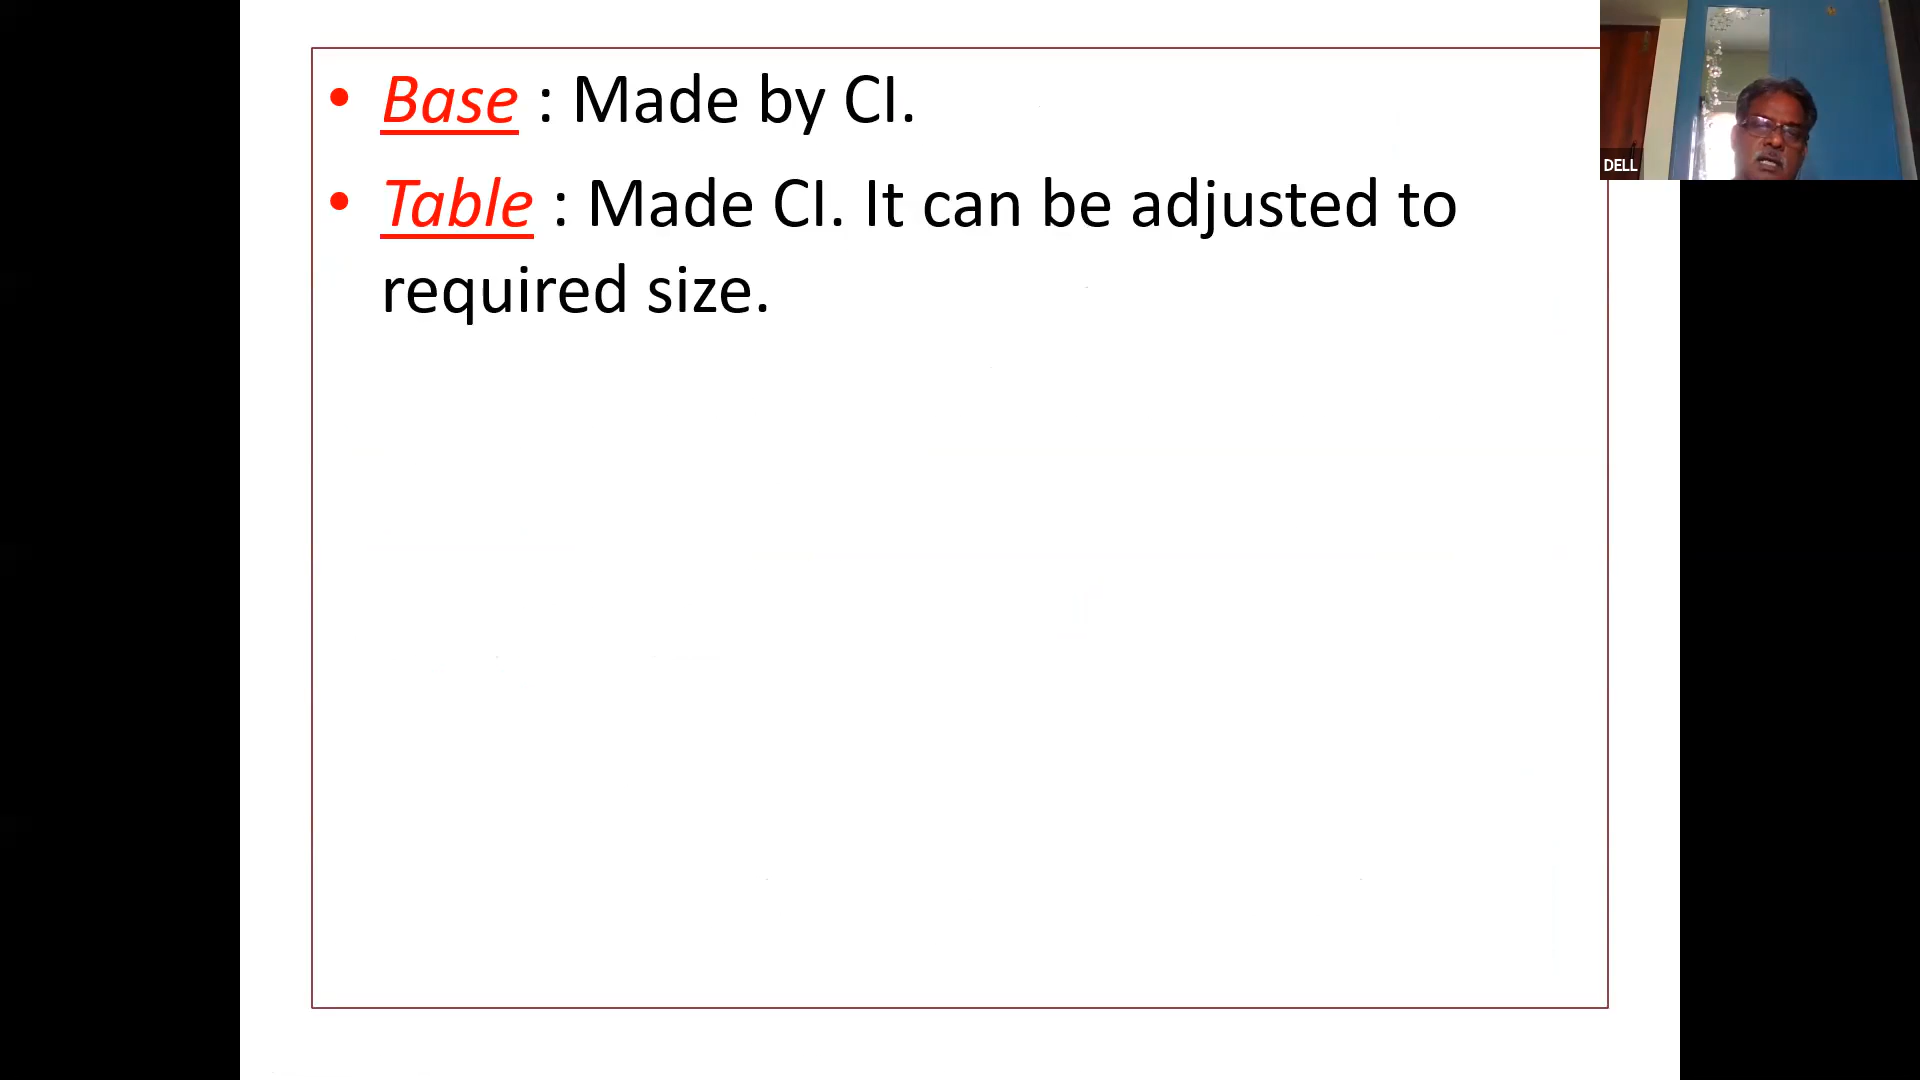 • Base : Made by CI.
• Table : Made CI. It can be adjusted to
required size.
DELL